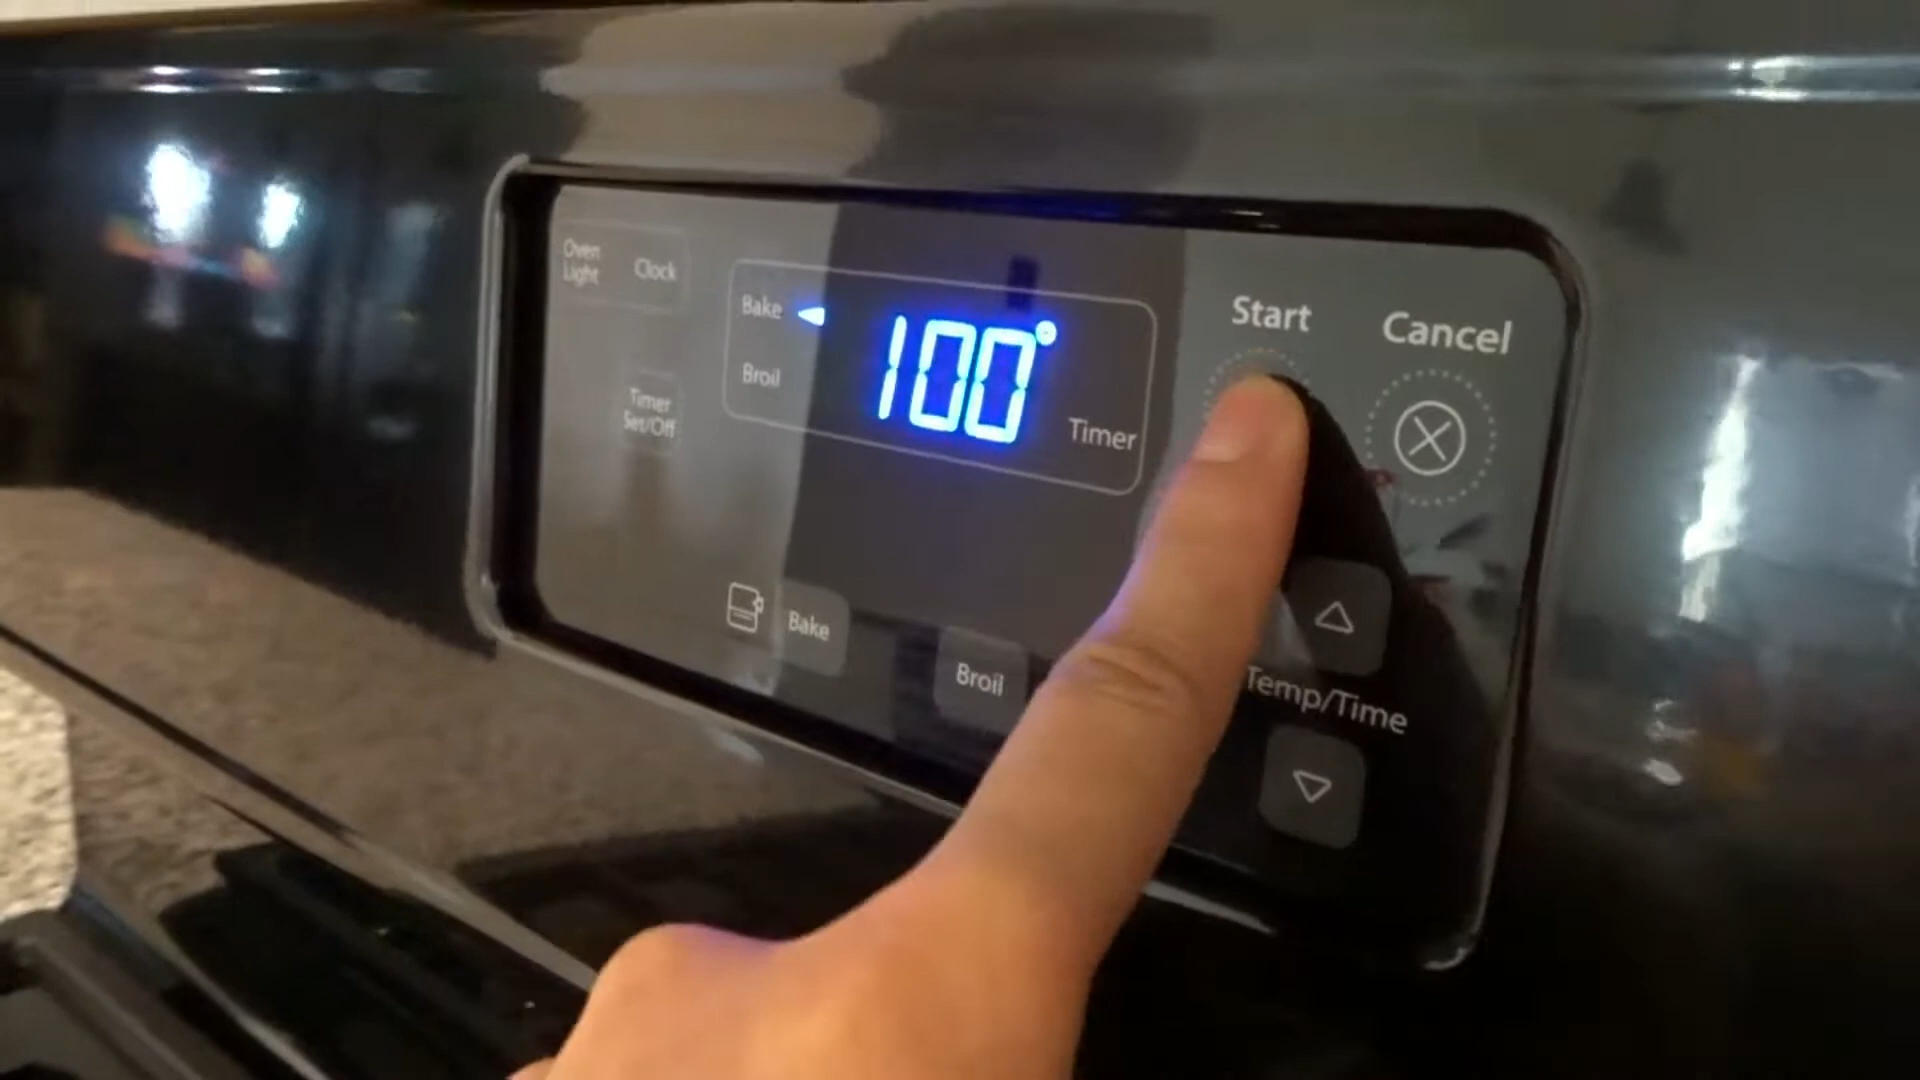 Oven
Light
Clock
Bake
100°
Broil
Timer
Timer
Set/Off
Start
Cancel
Bake
Broil
Temp/Time